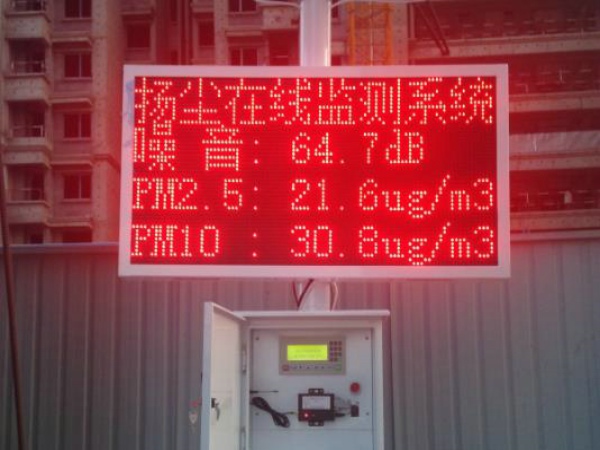 扬尘在线监测系统
噪 音: 64.7dB
PM2.5: 21.6ug/m3
PM10 : 30.8ug/m3